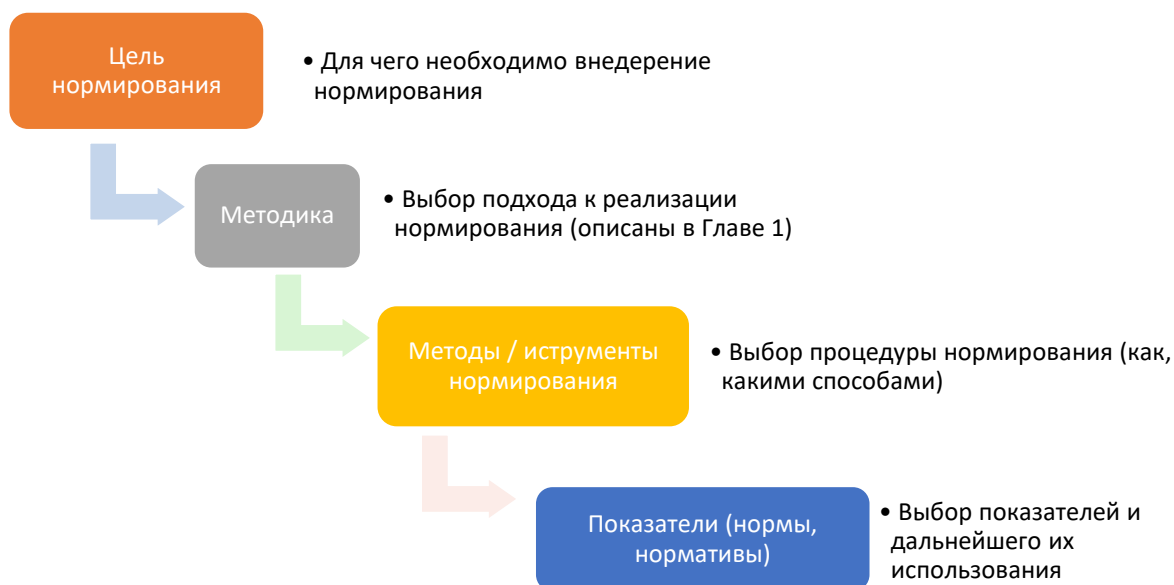 Цель
нормирования
• Для чего необходимо внедерение
нормирования
Методика
• Выбор подхода к реализации
нормирования (описаны в Главе 1)
Методы / иструменты
нормирования
• Выбор процедуры нормирования (как,
какими способами)
Показатели (нормы,
нормативы)
• Выбор показателей и
дальнейшего их
использования